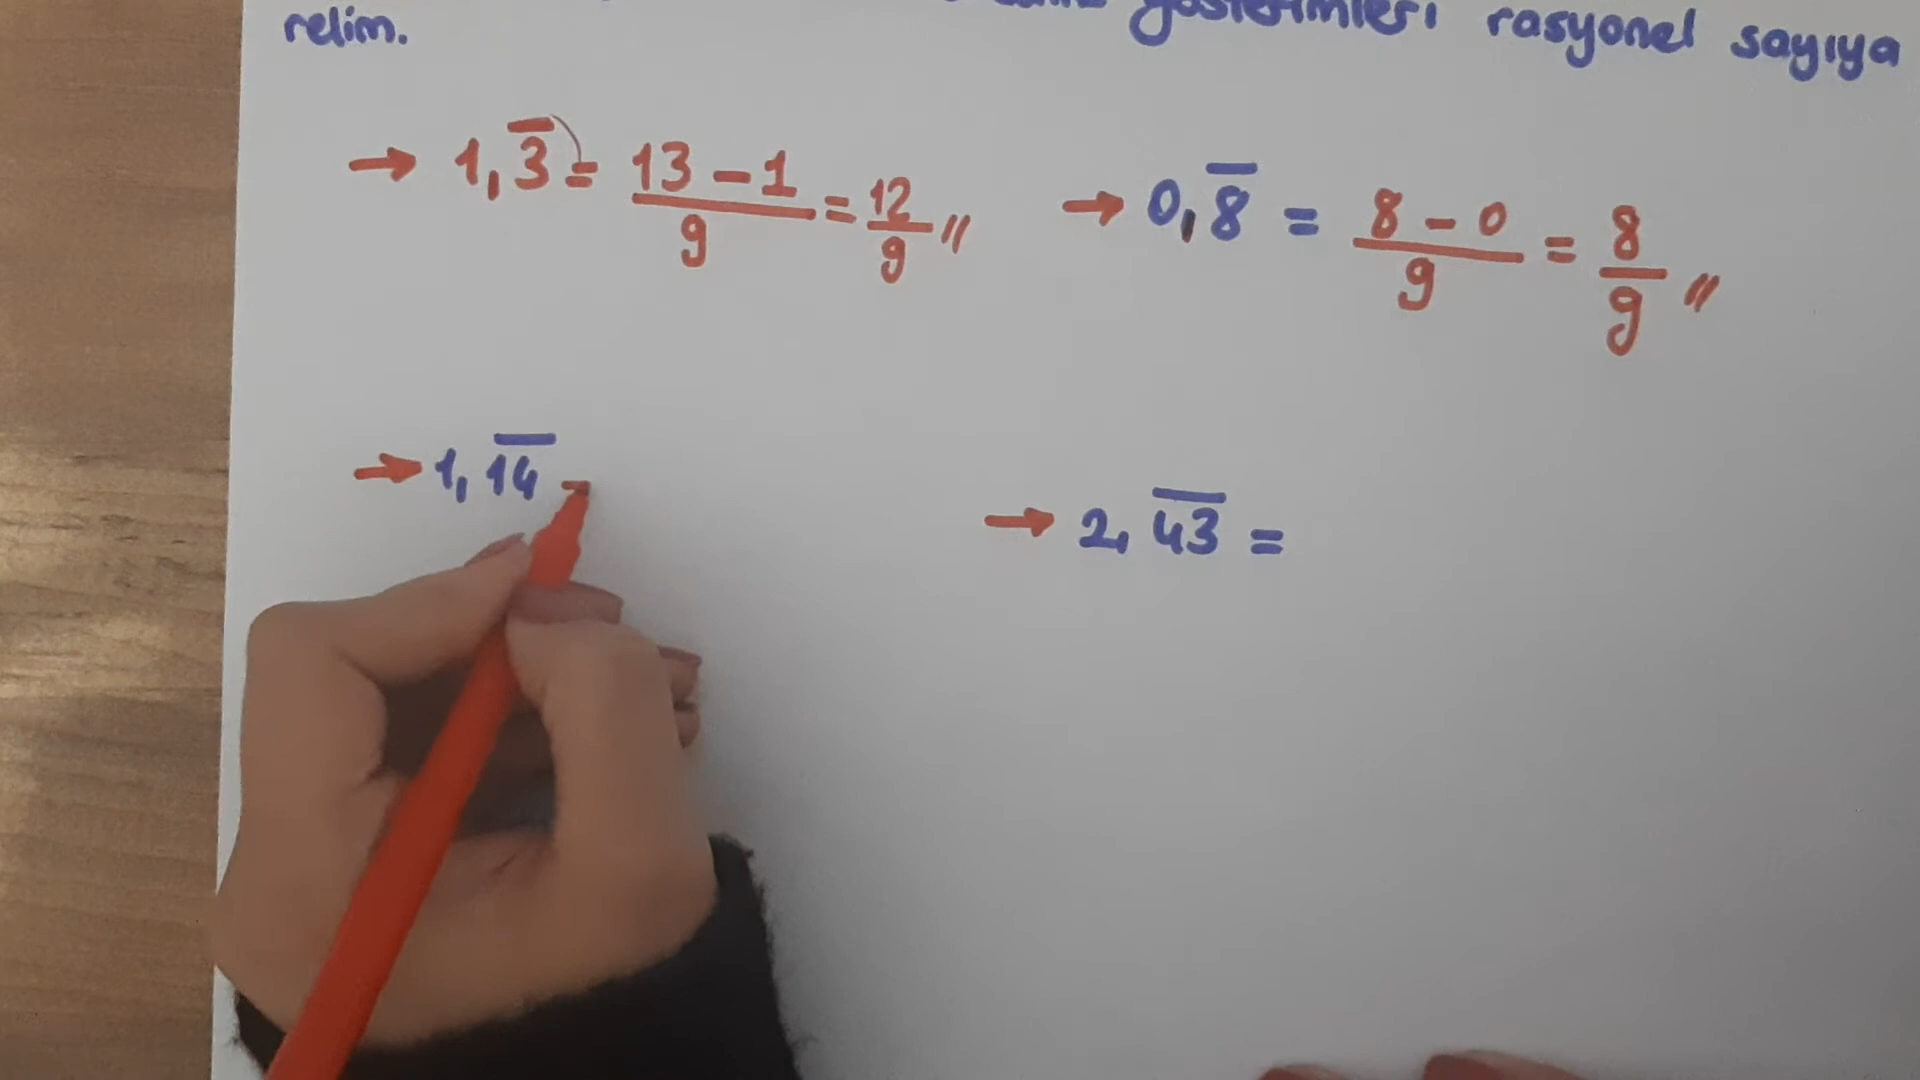 gösterimleri rasyonel sayıya
relim.
→ 1,3̅ = 13 - 1 / 9 = 12 / 9 //
→ 0,8̅ = 8 - 0 / 9 = 8 / 9 //
→ 1,1̅4̅ =
→ 2,4̅3̅ =